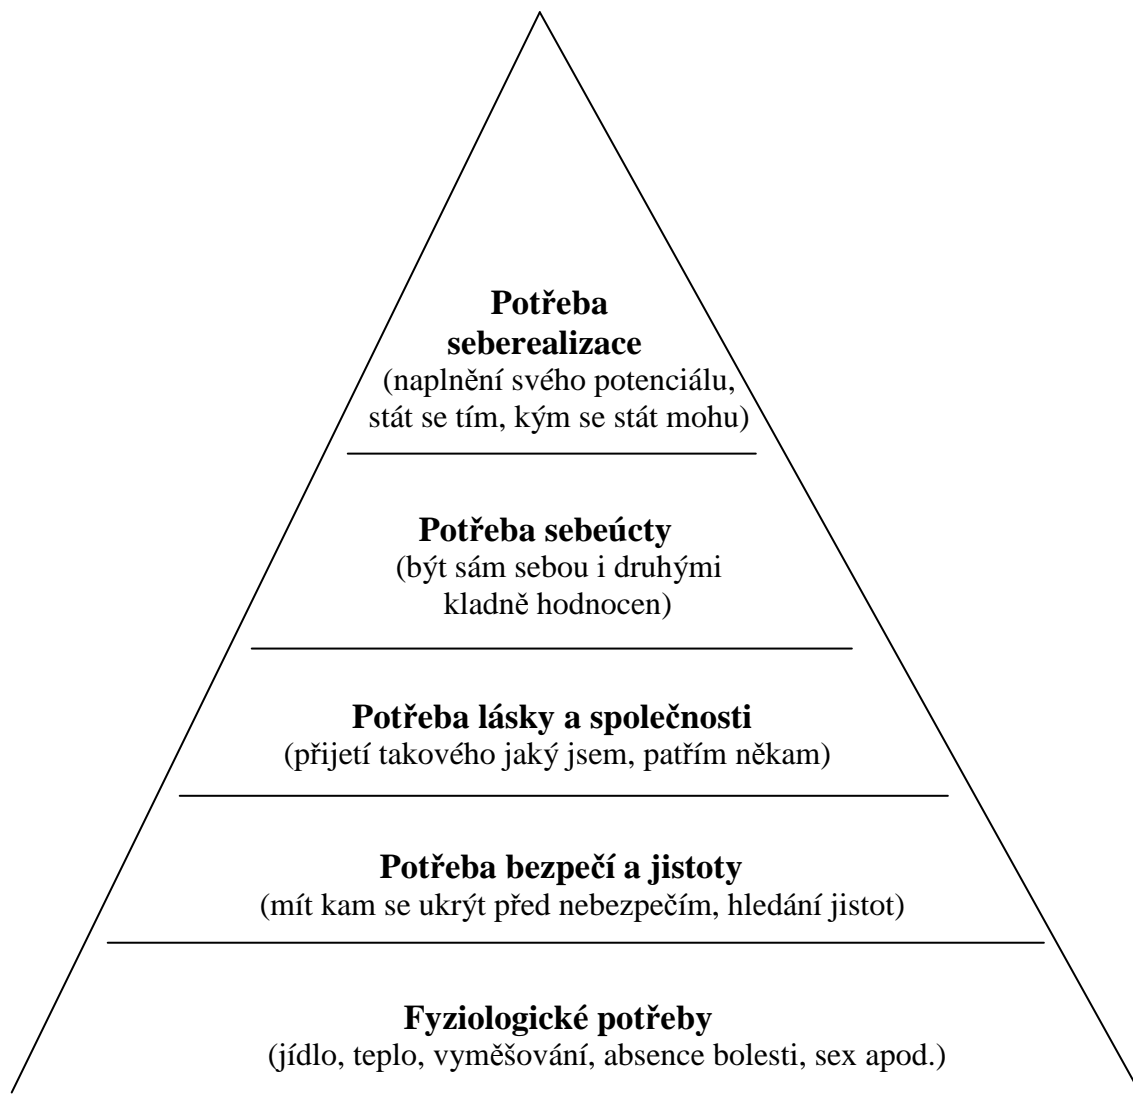 Potřeba
seberealizace
(naplnění svého potenciálu,
stát se tím, kým se stát mohu)
Potřeba sebeúcty
(být sám sebou i druhými
kladně hodnocen)
Potřeba lásky a společnosti
(přijetí takového jaký jsem, patřím někam)
Potřeba bezpečí a jistoty
(mít kam se ukrýt před nebezpečím, hledání jistot)
Fyziologické potřeby
(jídlo, teplo, vyměšování, absence bolesti, sex apod.)